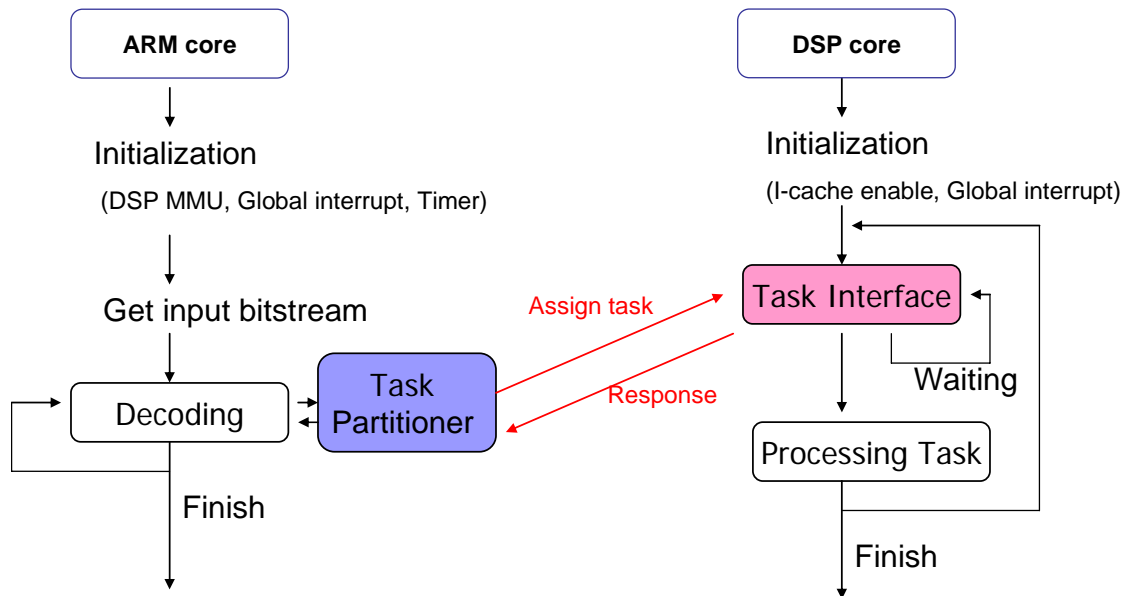 ARM core
Initialization
(DSP MMU, Global interrupt, Timer)
Get input bitstream
Decoding
Finish
Task
Partitioner
Assign task
Response
DSP core
Initialization
(I-cache enable, Global interrupt)
Task Interface
Waiting
Processing Task
Finish